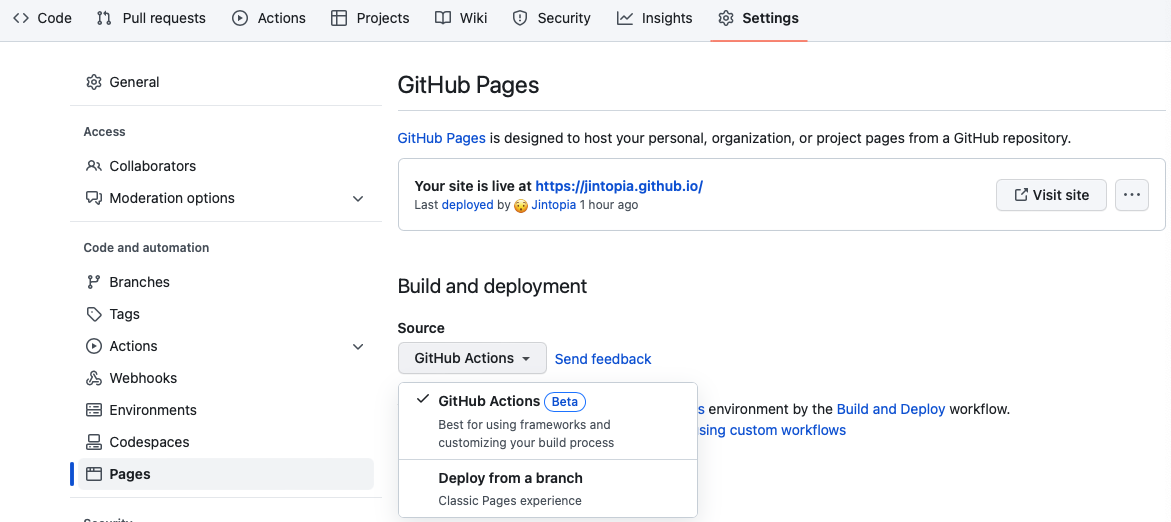 Code Pull requests Actions Projects Wiki Security Insights Settings
General
Access
Collaborators
Moderation options
Code and automation
Branches
Tags
Actions
Webhooks
Environments
Codespaces
Pages
Security
GitHub Pages
GitHub Pages is designed to host your personal, organization, or project pages from a GitHub repository.
Your site is live at https://jintopia.github.io/
Last deployed by Jintopia 1 hour ago
Visit site
Build and deployment
Source
GitHub Actions Send feedback
GitHub Actions Beta
Best for using frameworks and
customizing your build process
Deploy from a branch
Classic Pages experience
environment by the Build and Deploy workflow.
custom workflows